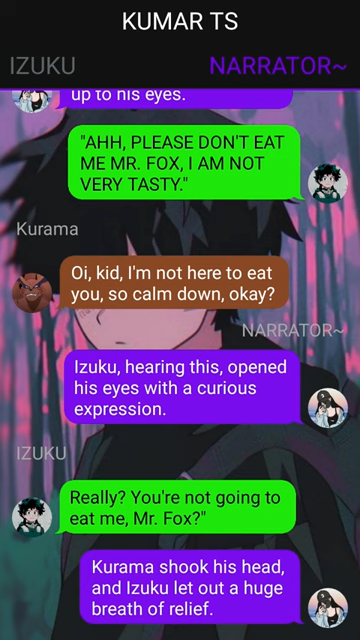 KUMAR TS
IZUKU
NARRATOR~
up to his eyes.
"AHH, PLEASE DON'T EAT
ME MR. FOX, I AM NOT
VERY TASTY."
Kurama
Oi, kid, I'm not here to eat
you, so calm down, okay?
NARRATOR~
Izuku, hearing this, opened
his eyes with a curious
expression.
IZUKU
Really? You're not going to
eat me, Mr. Fox?"
Kurama shook his head,
and Izuku let out a huge
breath of relief.